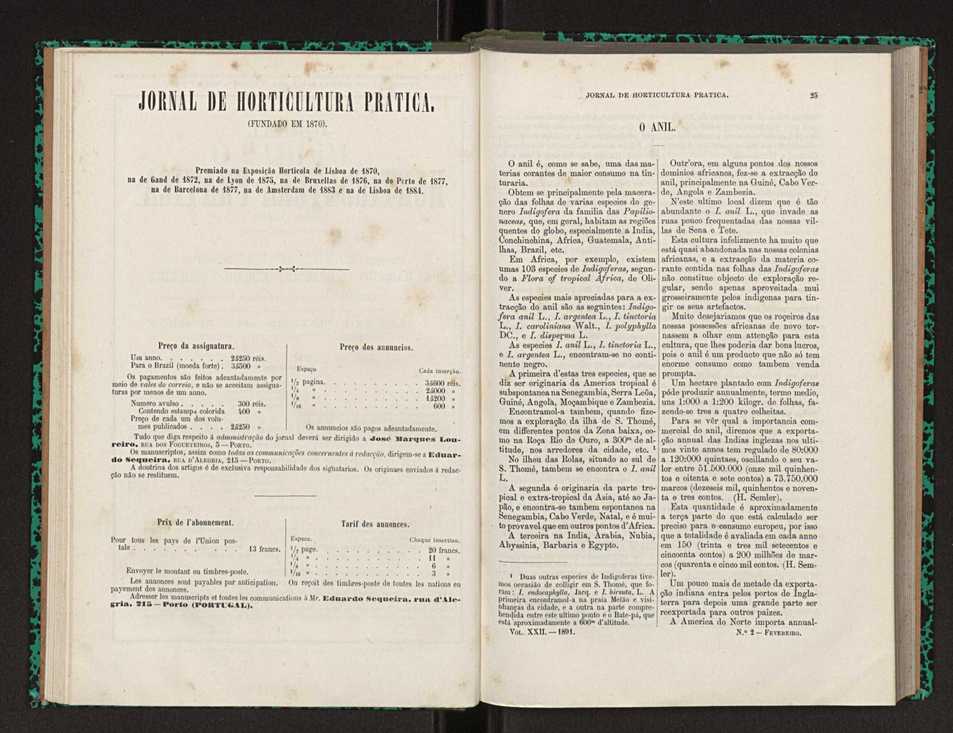 JORNAL DE HORTICULTURA PRATICA.
(FUNDADO EM 1870).
Premiado na Exposição Horticola de Lisboa de 1870,
na de Gand de 1872, na de Lyon de 1875, na de Bruxellas de 1876, na do Porto de 1877,
na de Barcelona de 1877, na de Amsterdam de 1883 e na de Lisboa de 1884.
Preço da assignatura.
Um anno. . . . . . . 2$250 réis.
Para o Brazil (moeda forte) . 3$500 »
Os pagamentos são feitos adeantadamente por
meio de vales do correio, e não se acceitam assigna-
turas por menos de um anno.
Numero avulso . . . . . 300 réis.
Contendo estampa colorida 400 »
Preço de cada um dos volu-
mes publicados . . . . 2$250 »
Preço dos annuncios.
Espaço Cada inserção.
1/2 pagina. . . . . . . . . . . 3$600 réis.
1/4 » . . . . . . . . . . . 2$000 »
1/8 » . . . . . . . . . . . 1$200 »
1/16 » . . . . . . . . . . . 600 »
Os annuncios são pagos adeantadamente.
Tudo que diga respeito á administração do jornal deverá ser dirigido a José Marques Lou-
reiro, RUA DOS FOGUETEIROS, 5 — PORTO.
Os manuscriptos, assim como todas as communicações concernentes á redacção, dirigem-se a Eduar-
do Sequeira, RUA D'ALEGRIA, 215 — PORTO.
A doutrina dos artigos é de exclusiva responsabilidade dos signatarios. Os originaes enviados á redac-
ção não se restituem.
Prix de l'abonnement.
Pour tous les pays de l'Union pos-
tale . . . . . . . . . . . 13 francs.
Envoyer le montant ou timbres-poste.
Tarif des annonces.
Espace. Chaque insertion.
1/2 page. . . . . . . . . . . 20 francs.
1/4 » . . . . . . . . . . . 11 »
1/8 » . . . . . . . . . . . 6 »
1/16 » . . . . . . . . . . . 3 »
Les annonces sont payables par anticipation. On reçoit des timbres-poste de toutes les nations en
payement des annonces.
Adresser les manuscripts et toutes les communications à Mr. Eduardo Sequeira, rua d'Ale-
gria, 215 — Porto (PORTUGAL).
JORNAL DE HORTICULTURA PRATICA. 25
O ANIL.
O anil é, como se sabe, uma das ma-
terias corantes de maior consumo na tin-
turaria.
Obtem se principalmente pela macera-
ção das folhas de varias especies do ge-
nero Indigofera da familia das Papilio-
naceas, que, em geral, habitam as regiões
quentes do globo, especialmente a India,
Conchinchina, Africa, Guatemala, Anti-
lhas, Brazil, etc.
Em Africa, por exemplo, existem
umas 103 especies de Indigoferas, segun-
do a Flora of tropical Africa, de Oli-
ver.
As especies mais apreciadas para a ex-
tracção do anil são as seguintes: Indigo-
fera anil L., I. argentea L., I. tinctoria
L., I. caroliniana Walt., I. polyphylla
DC., e I. disperma L.
As especies I. anil L., I. tinctoria L.,
e I. argentea L., encontram-se no conti-
nente negro.
A primeira d'estas tres especies, que se
diz ser originaria da America tropical é
subspontanea na Senegambia, Serra Leôa,
Guiné, Angola, Moçambique e Zambezia.
Encontramol-a tambem, quando fize-
mos a exploração da ilha de S. Thomé,
em differentes pontos da Zona baixa, co-
mo na Roça Rio do Ouro, a 300m de al-
titude, nos arredores da cidade, etc. 1
No ilheu das Rolas, situado ao sul de
S. Thomé, tambem se encontra o I. anil
L.
A segunda é originaria da parte tro-
pical e extra-tropical da Asia, até ao Ja-
pão, e encontra-se tambem espontanea na
Senegambia, Cabo Verde, Natal, e é mui-
to provavel que em outros pontos d'Africa.
A terceira na India, Arabia, Nubia,
Abyssinia, Barbaria e Egypto.
1 Duas outras especies de Indigoferas tive-
mos occasião de colligir em S. Thomé, que fo-
ram: I. endecaphylla, Jacq. e I. hirsuta, L. A
primeira encontramol-a na praia Melão e visi-
nhanças da cidade, e a outra na parte compre-
hendida entre este ultimo ponto e o Bate-pá, que
está aproximadamente a 600m d'altitude.
VOL. XXII. — 1891.
Outr'ora, em alguns pontos dos nossos
dominios africanos, fez-se a extracção do
anil, principalmente na Guiné, Cabo Ver-
de, Angola e Zambezia.
N'este ultimo local dizem que é tão
abundante o I. anil L., que invade as
ruas pouco frequentadas das nossas vil-
las de Sena e Tete.
Esta cultura infelizmente ha muito que
está quasi abandonada nas nossas colonias
africanas, e a extracção da materia co-
rante contida nas folhas das Indigoferas
não constitue objecto de exploração re-
gular, sendo apenas aproveitada mui
grosseiramente pelos indigenas para tin-
gir os seus artefactos.
Muito desejariamos que os roçeiros das
nossas possessões africanas de novo tor-
nassem a olhar com attenção para esta
cultura, que lhes poderia dar bons lucros,
pois o anil é um producto que não só tem
enorme consumo como tambem venda
prompta.
Um hectare plantado com Indigoferas
póde produzir annualmente, termo medio,
uns 1:000 a 1:200 kilogr. de folhas, fa-
zendo-se tres a quatro colheitas.
Para se vêr qual a importancia com-
mercial do anil, diremos que a exporta-
ção annual das Indias inglezas nos ulti-
mos vinte annos tem regulado de 80:000
a 120:000 quintaes, oscillando o seu va-
lor entre 51.500.000 (onze mil quinhen-
tos e oitenta e sete contos) a 73.750.000
marcos (dezeseis mil, quinhentos e noven-
ta e tres contos. (H. Semler).
Esta quantidade é aproximadamente
a terça parte do que está calculado ser
preciso para o consumo europeu, por isso
que a totalidade é avaliada em cada anno
em 150 (trinta e tres mil setecentos e
cincoenta contos) a 200 milhões de mar-
cos (quarenta e cinco mil contos. (H. Sem-
ler).
Um pouco mais de metade da exporta-
ção indiana entra pelos portos de Ingla-
terra para depois uma grande parte ser
reexportada para outros paizes.
A America do Norte importa annual-
N.º 2 — FEVEREIRO.